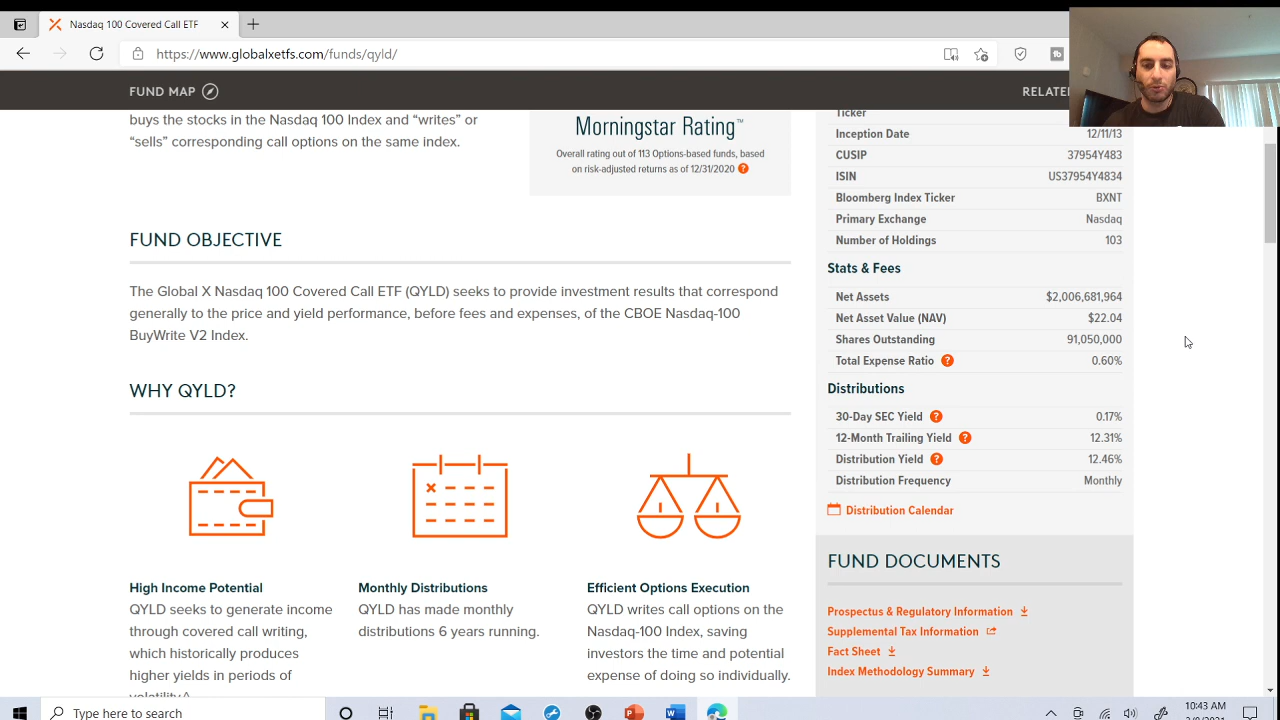 Nasdaq 100 Covered Call ETF
https://www.globalxetfs.com/funds/qyld/
FUND MAP
RELATE
buys the stocks in the Nasdaq 100 Index and “writes” or
“sells” corresponding call options on the same index.
Morningstar Rating™
Overall rating out of 113 Options-based funds, based
on risk-adjusted returns as of 12/31/2020 ?
FUND OBJECTIVE
The Global X Nasdaq 100 Covered Call ETF (QYLD) seeks to provide investment results that correspond
generally to the price and yield performance, before fees and expenses, of the CBOE Nasdaq-100
BuyWrite V2 Index.
WHY QYLD?
High Income Potential
QYLD seeks to generate income
through covered call writing,
which historically produces
higher yields in periods of
volatility^.
Monthly Distributions
QYLD has made monthly
distributions 6 years running.
Efficient Options Execution
QYLD writes call options on the
Nasdaq-100 Index, saving
investors the time and potential
expense of doing so individually.
Ticker
Inception Date 12/11/13
CUSIP 37954Y483
ISIN US37954Y4834
Bloomberg Index Ticker BXNT
Primary Exchange Nasdaq
Number of Holdings 103
Stats & Fees
Net Assets $2,006,681,964
Net Asset Value (NAV) $22.04
Shares Outstanding 91,050,000
Total Expense Ratio ? 0.60%
Distributions
30-Day SEC Yield ? 0.17%
12-Month Trailing Yield ? 12.31%
Distribution Yield ? 12.46%
Distribution Frequency Monthly
Distribution Calendar
FUND DOCUMENTS
Prospectus & Regulatory Information
Supplemental Tax Information
Fact Sheet
Index Methodology Summary
Type here to search
10:43 AM